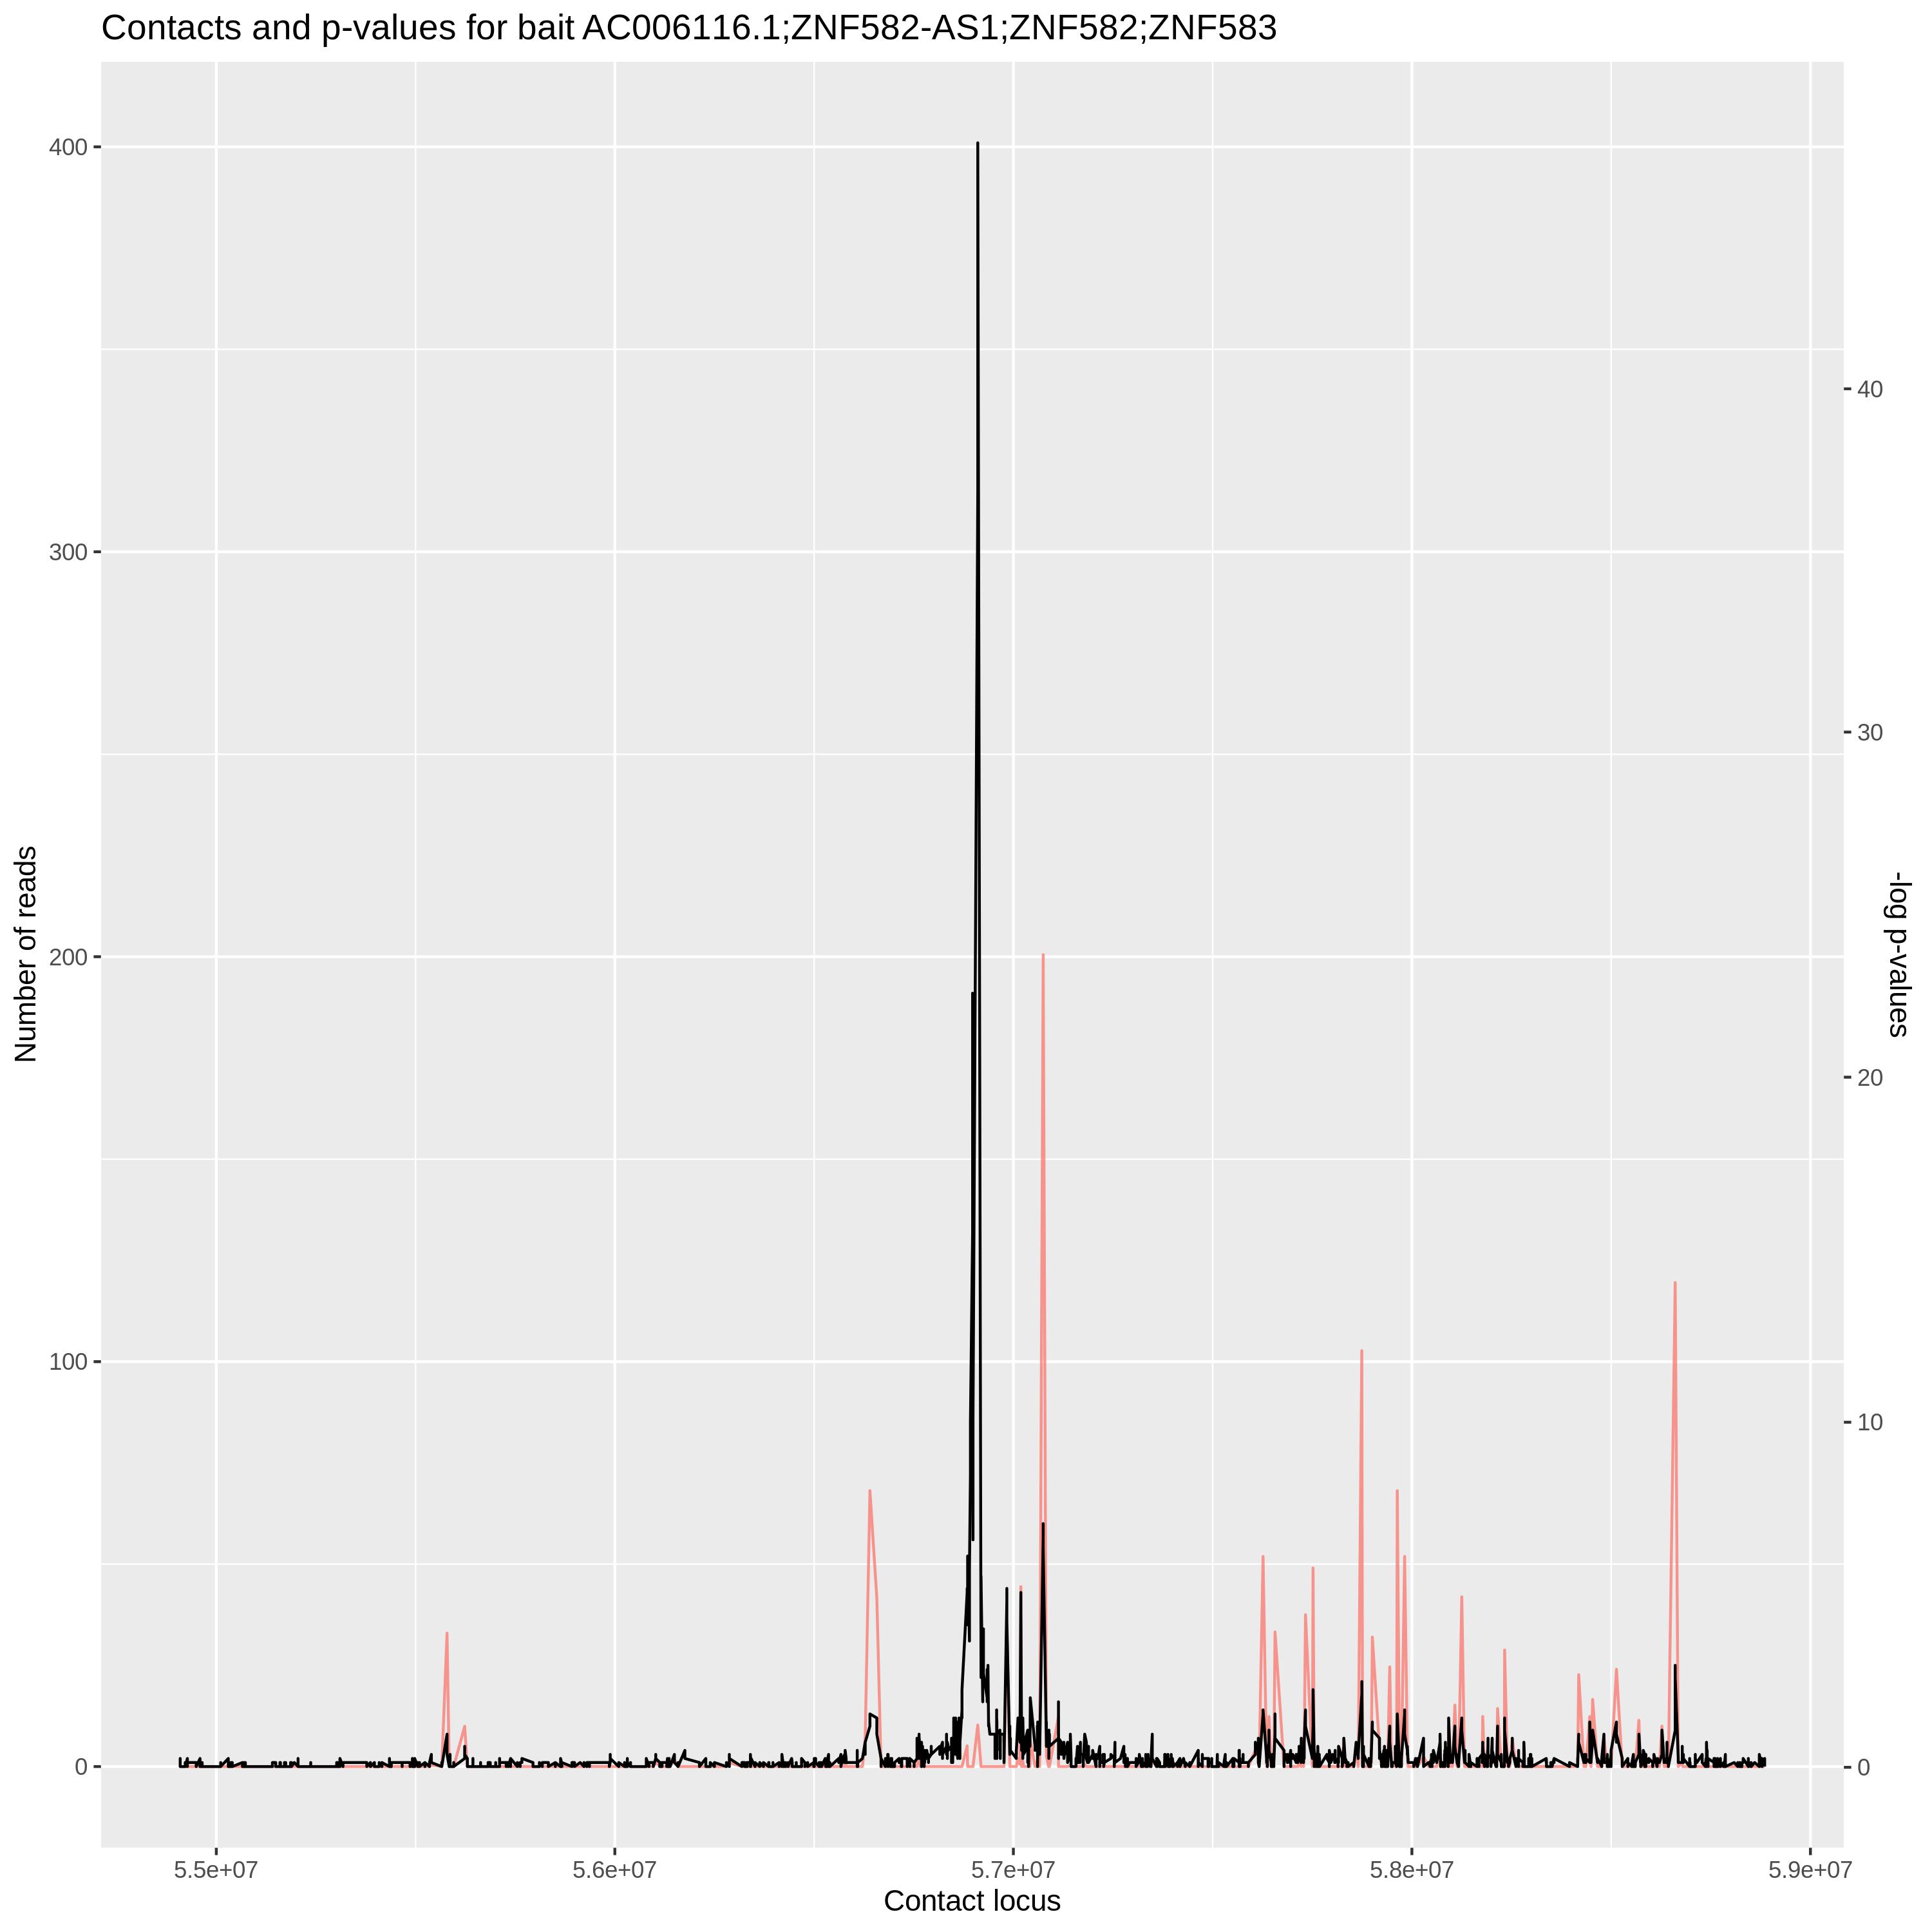 Contacts and p-values for bait AC006116.1;ZNF582-AS1;ZNF582;ZNF583
400
300
200
100
0
Number of reads
40
30
20
10
0
-log p-values
5.5e+07 5.6e+07 5.7e+07 5.8e+07 5.9e+07
Contact locus